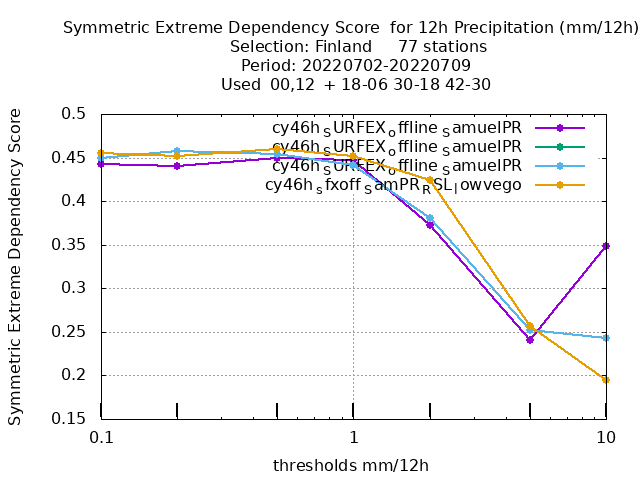 Symmetric Extreme Dependency Score  for 12h Precipitation (mm/12h)
Selection: Finland     77 stations
Period: 20220702-20220709
Used  00,12  + 18-06 30-18 42-30
Symmetric Extreme Dependency Score
0.5
0.45
0.4
0.35
0.3
0.25
0.2
0.15
cy46h_SURFEX_offline_SamuelPR
cy46h_SURFEX_offline_SamuelPR
cy46h_SURFEX_offline_SamuelPR
cy46h_sfxoff_samPR_RSL_lowvego
0.1 1 10
thresholds mm/12h